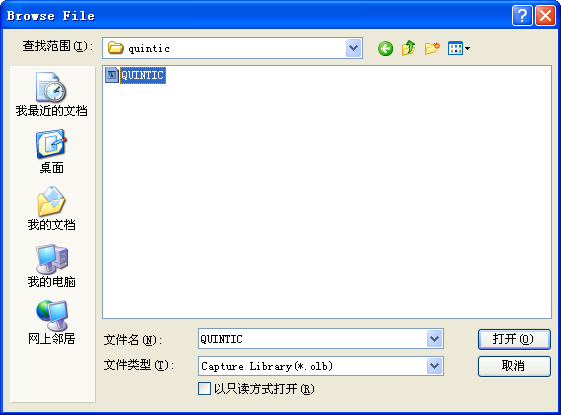 Browse File
查找范围(I):
quintic
QUINTIC
我最近的文档
桌面
我的文档
我的电脑
网上邻居
文件名(N):
QUINTIC
打开(O)
文件类型(T):
Capture Library(*.olb)
取消
以只读方式打开(R)